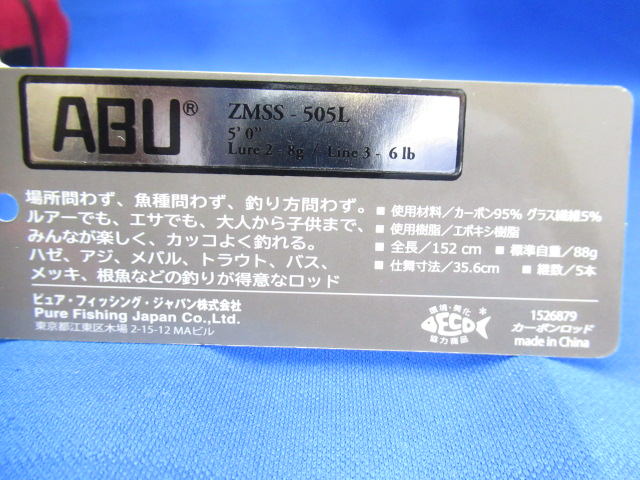 ABU®
ZMSS - 505L
5' 0"
Lure 2 - 8g / Line 3 - 6 lb
場所問わず、魚種問わず、釣り方問わず。
ルアーでも、エサでも、大人から子供まで、
みんなが楽しく、カッコよく釣れる。
ハゼ、アジ、メバル、トラウト、バス、
メッキ、根魚などの釣りが得意なロッド
■ 使用材料/カーボン95% グラス繊維5%
■ 使用樹脂/エポキシ樹脂
■ 全長/152 cm ■ 標準自重/88g
■ 仕舞寸法/35.6cm ■ 継数/5本
ピュア・フィッシング・ジャパン株式会社
Pure Fishing Japan Co.,Ltd.
東京都江東区木場 2-15-12 MAビル
環境・美化
ECO
協力商品
1526879
カーボンロッド
made in China